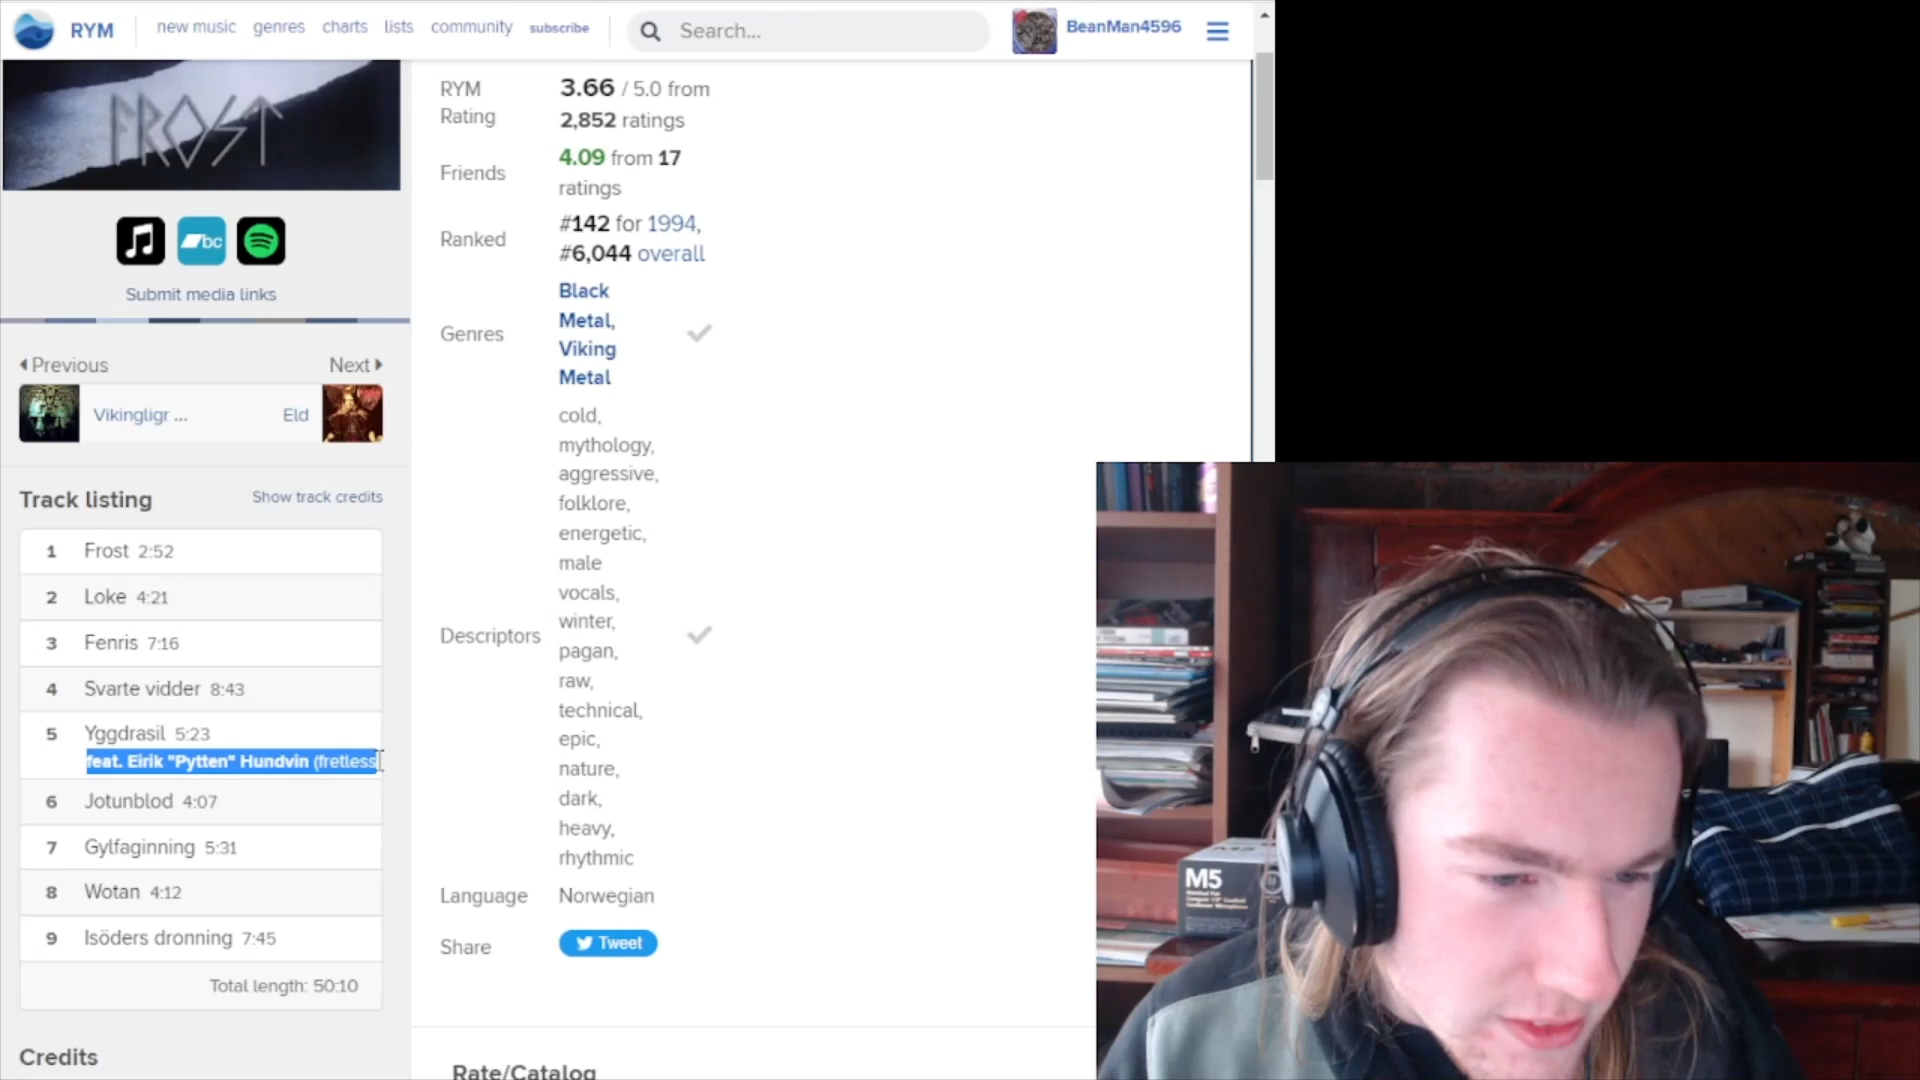 RYM
new music genres charts lists community subscribe
Search...
BeanMan4596
FROST
Submit media links
Previous
Next
Vikingligr ...
Eld
Track listing
Show track credits
1 Frost 2:52
2 Loke 4:21
3 Fenris 7:16
4 Svarte vidder 8:43
5 Yggdrasil 5:23
feat. Eirik "Pytten" Hundvin (fretless
6 Jotunblod 4:07
7 Gylfaginning 5:31
8 Wotan 4:12
9 Isöders dronning 7:45
Total length: 50:10
Credits
RYM Rating
3.66 / 5.0 from
2,852 ratings
Friends
4.09 from 17
ratings
Ranked
#142 for 1994,
#6,044 overall
Genres
Black
Metal,
Viking
Metal
Descriptors
cold,
mythology,
aggressive,
folklore,
energetic,
male
vocals,
winter,
pagan,
raw,
technical,
epic,
nature,
dark,
heavy,
rhythmic
Language
Norwegian
Share
Tweet
Rate/Catalog
bc
M5